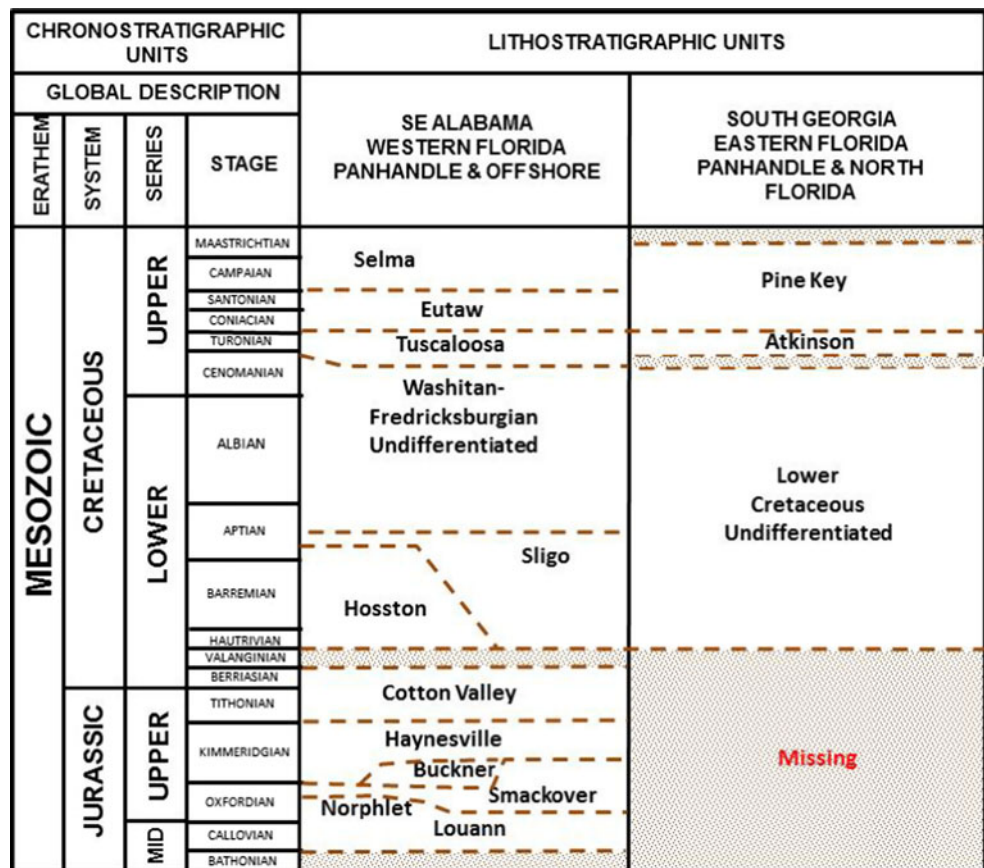 CHRONOSTRATIGRAPHIC
UNITS
LITHOSTRATIGRAPHIC UNITS
GLOBAL DESCRIPTION
ERATHEM
SYSTEM
SERIES
STAGE
SE ALABAMA
WESTERN FLORIDA
PANHANDLE & OFFSHORE
SOUTH GEORGIA
EASTERN FLORIDA
PANHANDLE & NORTH
FLORIDA
MESOZOIC
CRETACEOUS
UPPER
MAASTRICHTIAN
CAMPAIAN
SANTONIAN
CONIACIAN
TURONIAN
CENOMANIAN
LOWER
ALBIAN
APTIAN
BARREMIAN
HAUTRIVIAN
VALANGINIAN
BERRIASIAN
JURASSIC
UPPER
TITHONIAN
KIMMERIDGIAN
OXFORDIAN
MID
CALLOVIAN
BATHONIAN
Selma
Eutaw
Tuscaloosa
Washitan-
Fredricksburgian
Undifferentiated
Sligo
Hosston
Cotton Valley
Haynesville
Buckner
Smackover
Norphlet
Louann
Pine Key
Atkinson
Lower
Cretaceous
Undifferentiated
Missing